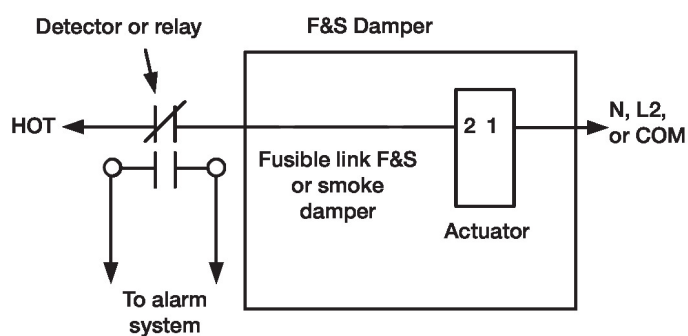 Detector or relay
F&S Damper
HOT
2 1
N, L2,
or COM
Fusible link F&S
or smoke
damper
Actuator
To alarm
system